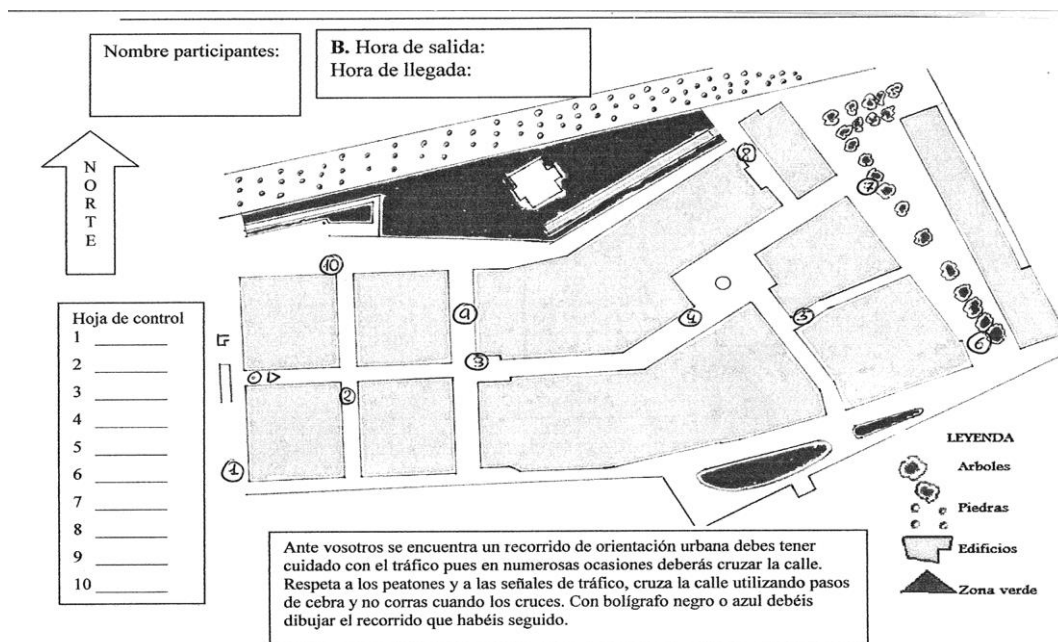 Nombre participantes:
B. Hora de salida:
Hora de llegada:
NORTE
8
7
10
9
4
5
3
6
2
1
Hoja de control
1
2
3
4
5
6
7
8
9
10
LEYENDA
Arboles
Piedras
Edificios
Zona verde
Ante vosotros se encuentra un recorrido de orientación urbana debes tener
cuidado con el tráfico pues en numerosas ocasiones deberás cruzar la calle.
Respeta a los peatones y a las señales de tráfico, cruza la calle utilizando pasos
de cebra y no corras cuando los cruces. Con bolígrafo negro o azul debéis
dibujar el recorrido que habéis seguido.